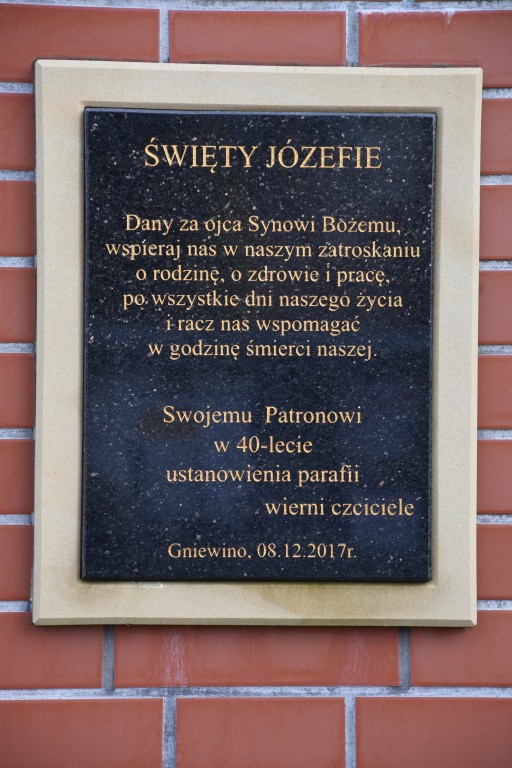 ŚWIĘTY JÓZEFIE
Dany za ojca Synowi Bożemu,
wspieraj nas w naszym zatroskaniu
o rodzinę, o zdrowie i pracę,
po wszystkie dni naszego życia
i racz nas wspomagać
w godzinę śmierci naszej.
Swojemu Patronowi
w 40-lecie
ustanowienia parafii
wierni czciciele
Gniewino, 08.12.2017r.